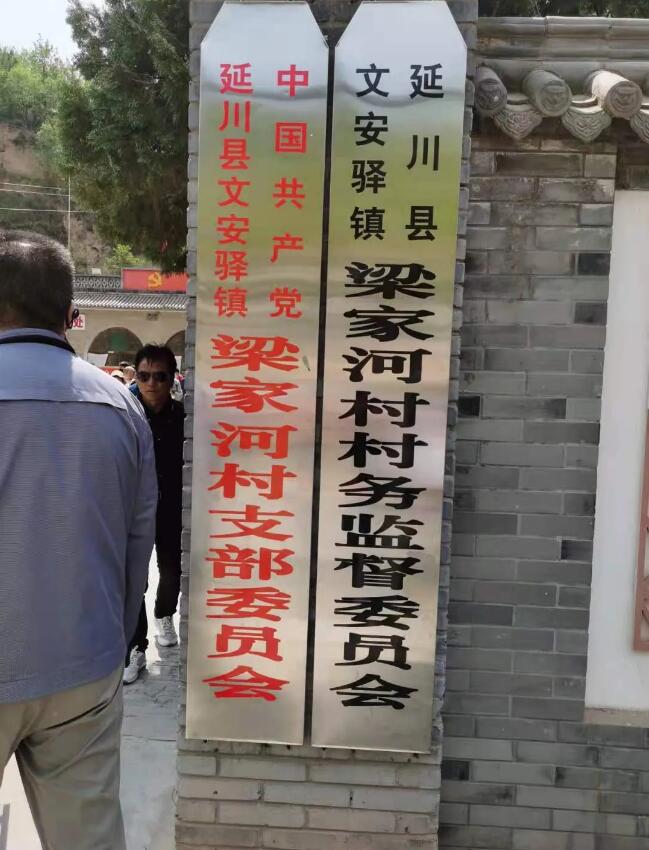 中国共产党
延川县文安驿镇
梁家河村支部委员会
延川县
文安驿镇
梁家河村村务监督委员会
处